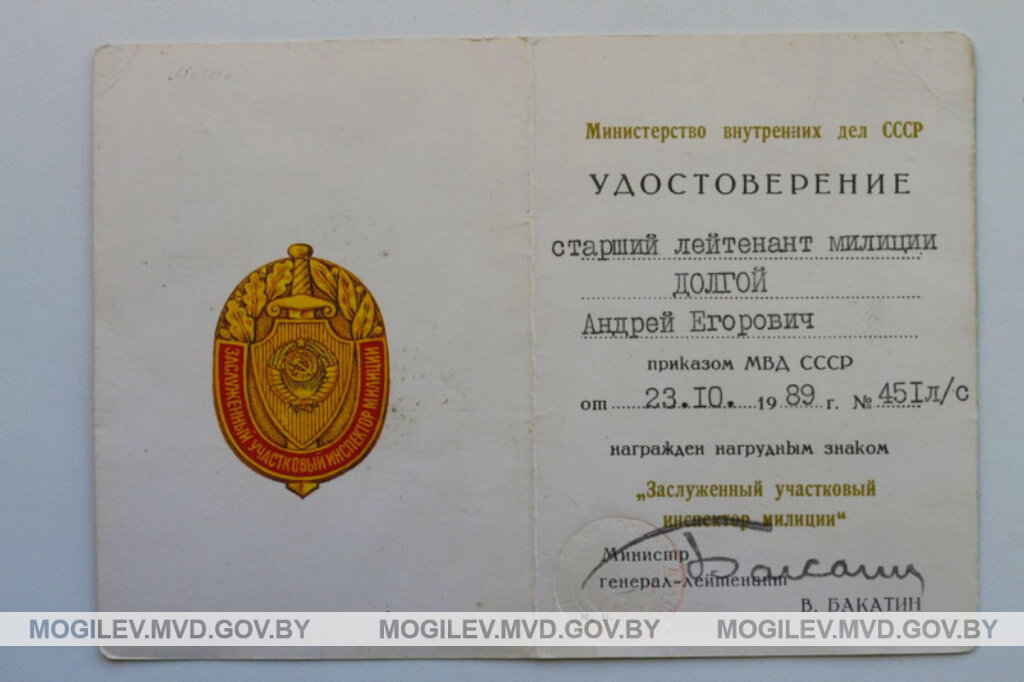 ЗАСЛУЖЕННЫЙ УЧАСТКОВЫЙ ИНСПЕКТОР МИЛИЦИИ
Министерство внутренних дел СССР
УДОСТОВЕРЕНИЕ
старший лейтенант милиции
ДОЛГОЙ
Андрей Егорович
приказом МВД СССР
от 23.IO. 1989 г. № 45Iл/с
награжден нагрудным знаком
„Заслуженный участковый
инспектор милиции“
Министр
генерал-лейтенант
В. БАКАТИН
MOGILEV.MVD.GOV.BY MOGILEV.MVD.GOV.BY MOGILEV.MVD.GOV.BY